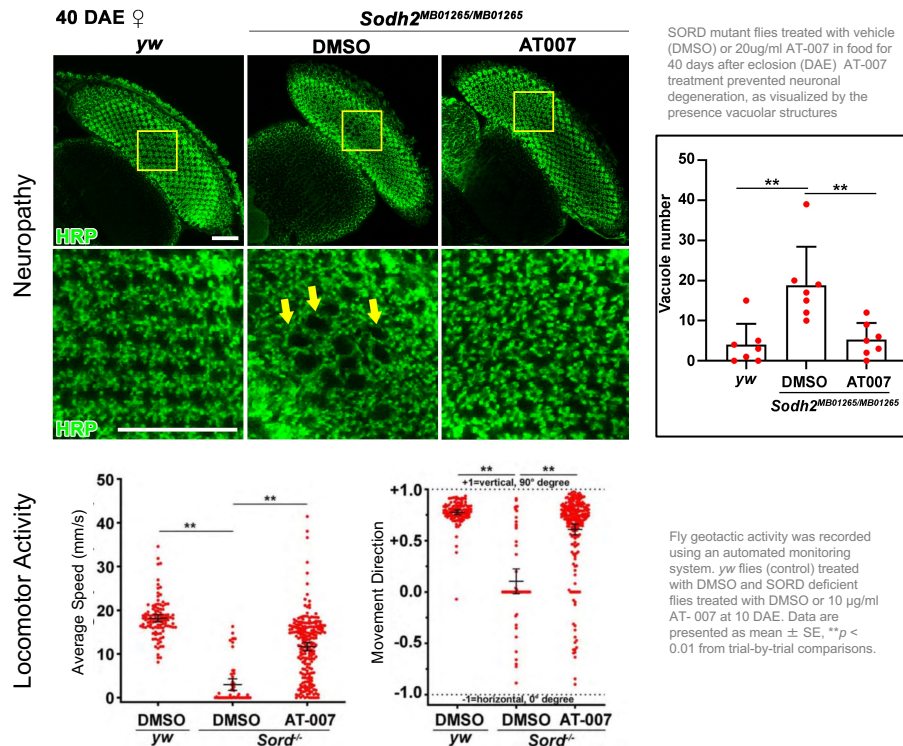 40 DAE ♀
Sodh2MB01265/MB01265
yw
DMSO
AT007
Neuropathy
HRP
HRP
SORD mutant flies treated with vehicle
(DMSO) or 20ug/ml AT-007 in food for
40 days after eclosion (DAE) AT-007
treatment prevented neuronal
degeneration, as visualized by the
presence vacuolar structures
Vacuole number
50
40
30
20
10
0
**
**
yw
DMSO
AT007
Sodh2MB01265/MB01265
Locomotor Activity
Average Speed (mm/s)
50
40
30
20
10
0
**
**
DMSO
DMSO
AT-007
yw
Sord-/-
Movement Direction
+1.0
+0.5
0.0
-0.5
-1.0
**
**
+1=vertical, 90° degree
-1=horizontal, 0° degree
DMSO
DMSO
AT-007
yw
Sord-/-
Fly geotactic activity was recorded
using an automated monitoring
system. yw flies (control) treated
with DMSO and SORD deficient
flies treated with DMSO or 10 µg/ml
AT- 007 at 10 DAE. Data are
presented as mean ± SE, **p <
0.01 from trial-by-trial comparisons.